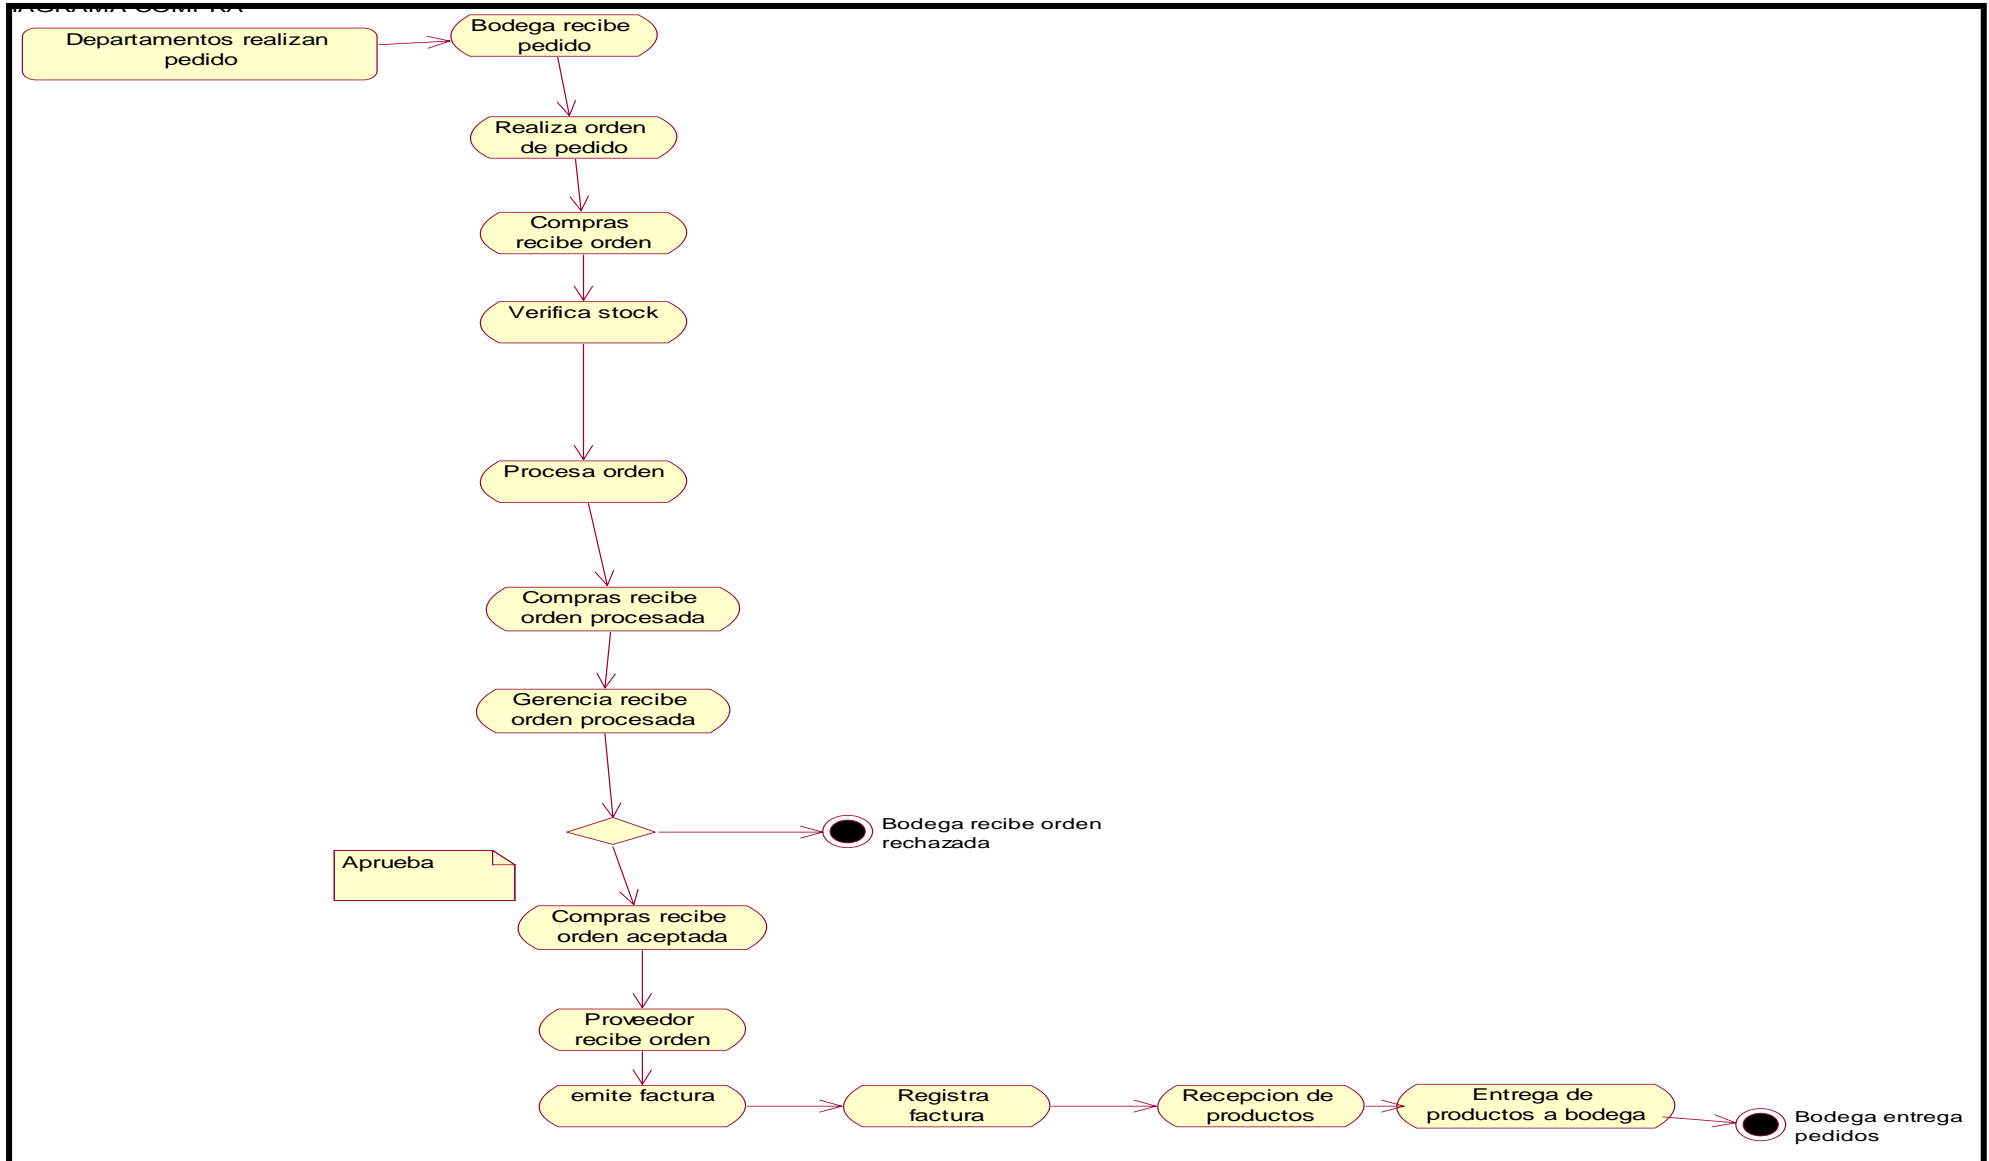 Departamentos realizan
pedido
Bodega recibe
pedido
Realiza orden
de pedido
Compras
recibe orden
Verifica stock
Procesa orden
Compras recibe
orden procesada
Gerencia recibe
orden procesada
Bodega recibe orden
rechazada
Aprueba
Compras recibe
orden aceptada
Proveedor
recibe orden
emite factura
Registra
factura
Recepcion de
productos
Entrega de
productos a bodega
Bodega entrega
pedidos